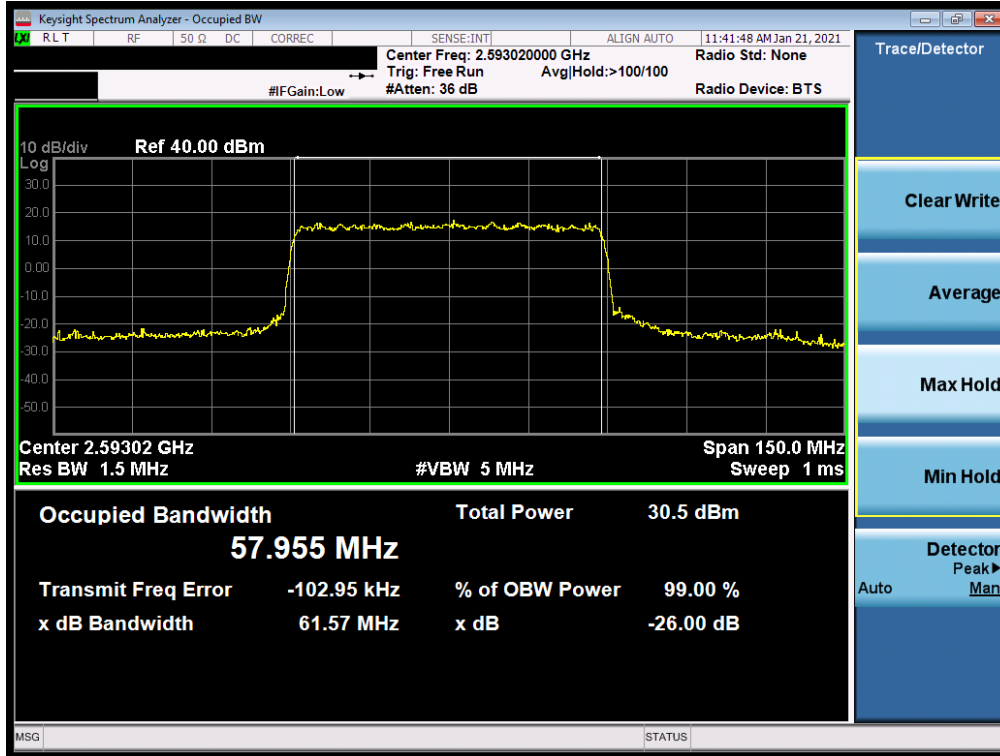 Keysight Spectrum Analyzer - Occupied BW
LXI RLT RF 50 Ω DC CORREC SENSE:INT ALIGN AUTO 11:41:48 AM Jan 21, 2021
Center Freq: 2.593020000 GHz Radio Std: None
Trig: Free Run Avg|Hold:>100/100
#IFGain:Low #Atten: 36 dB Radio Device: BTS
Trace/Detector
10 dB/div Ref 40.00 dBm
Log
30.0
20.0
10.0
0.00
-10.0
-20.0
-30.0
-40.0
-50.0
Center 2.59302 GHz Span 150.0 MHz
Res BW 1.5 MHz #VBW 5 MHz Sweep 1 ms
Occupied Bandwidth Total Power 30.5 dBm
57.955 MHz
Transmit Freq Error -102.95 kHz % of OBW Power 99.00 %
x dB Bandwidth 61.57 MHz x dB -26.00 dB
Clear Write
Average
Max Hold
Min Hold
Detector
Peak▶
Auto Man
MSG STATUS